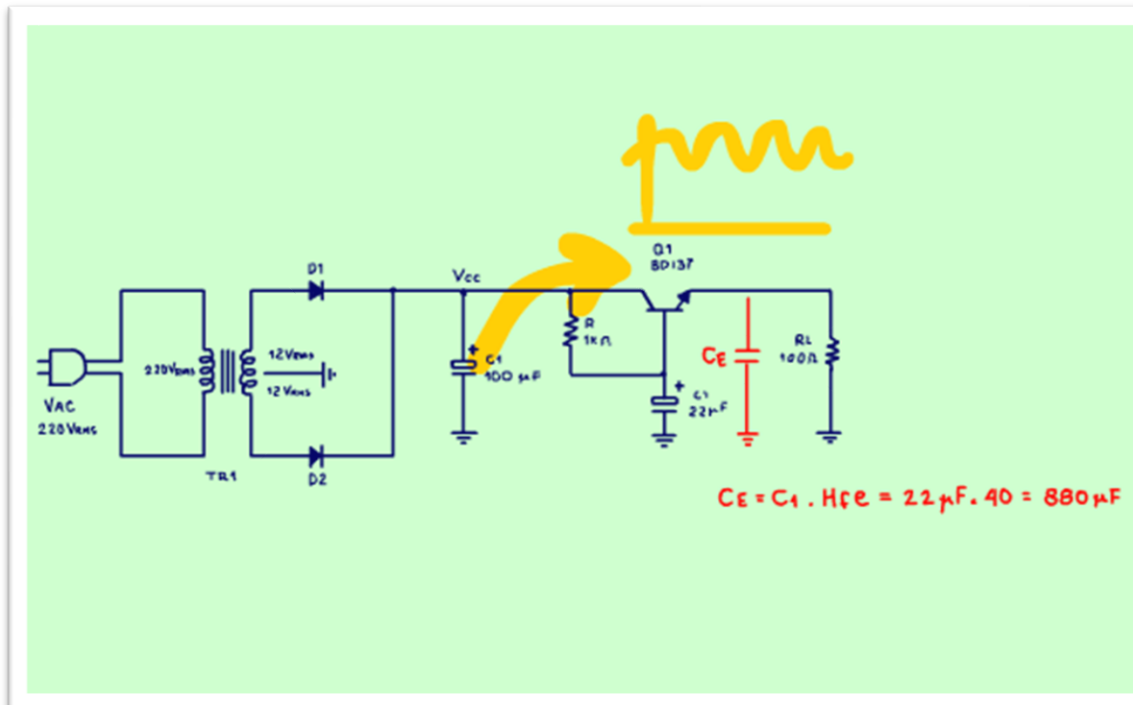 Q1
BD137
D1
Vcc
R
1KΩ
12VRMS
220VRMS
12VRMS
C1
100 µF
CE
RL
100Ω
+
C1
22µF
VAC
220VRMS
TR1
D2
CE = C1 . Hfe = 22µF. 40 = 880µF